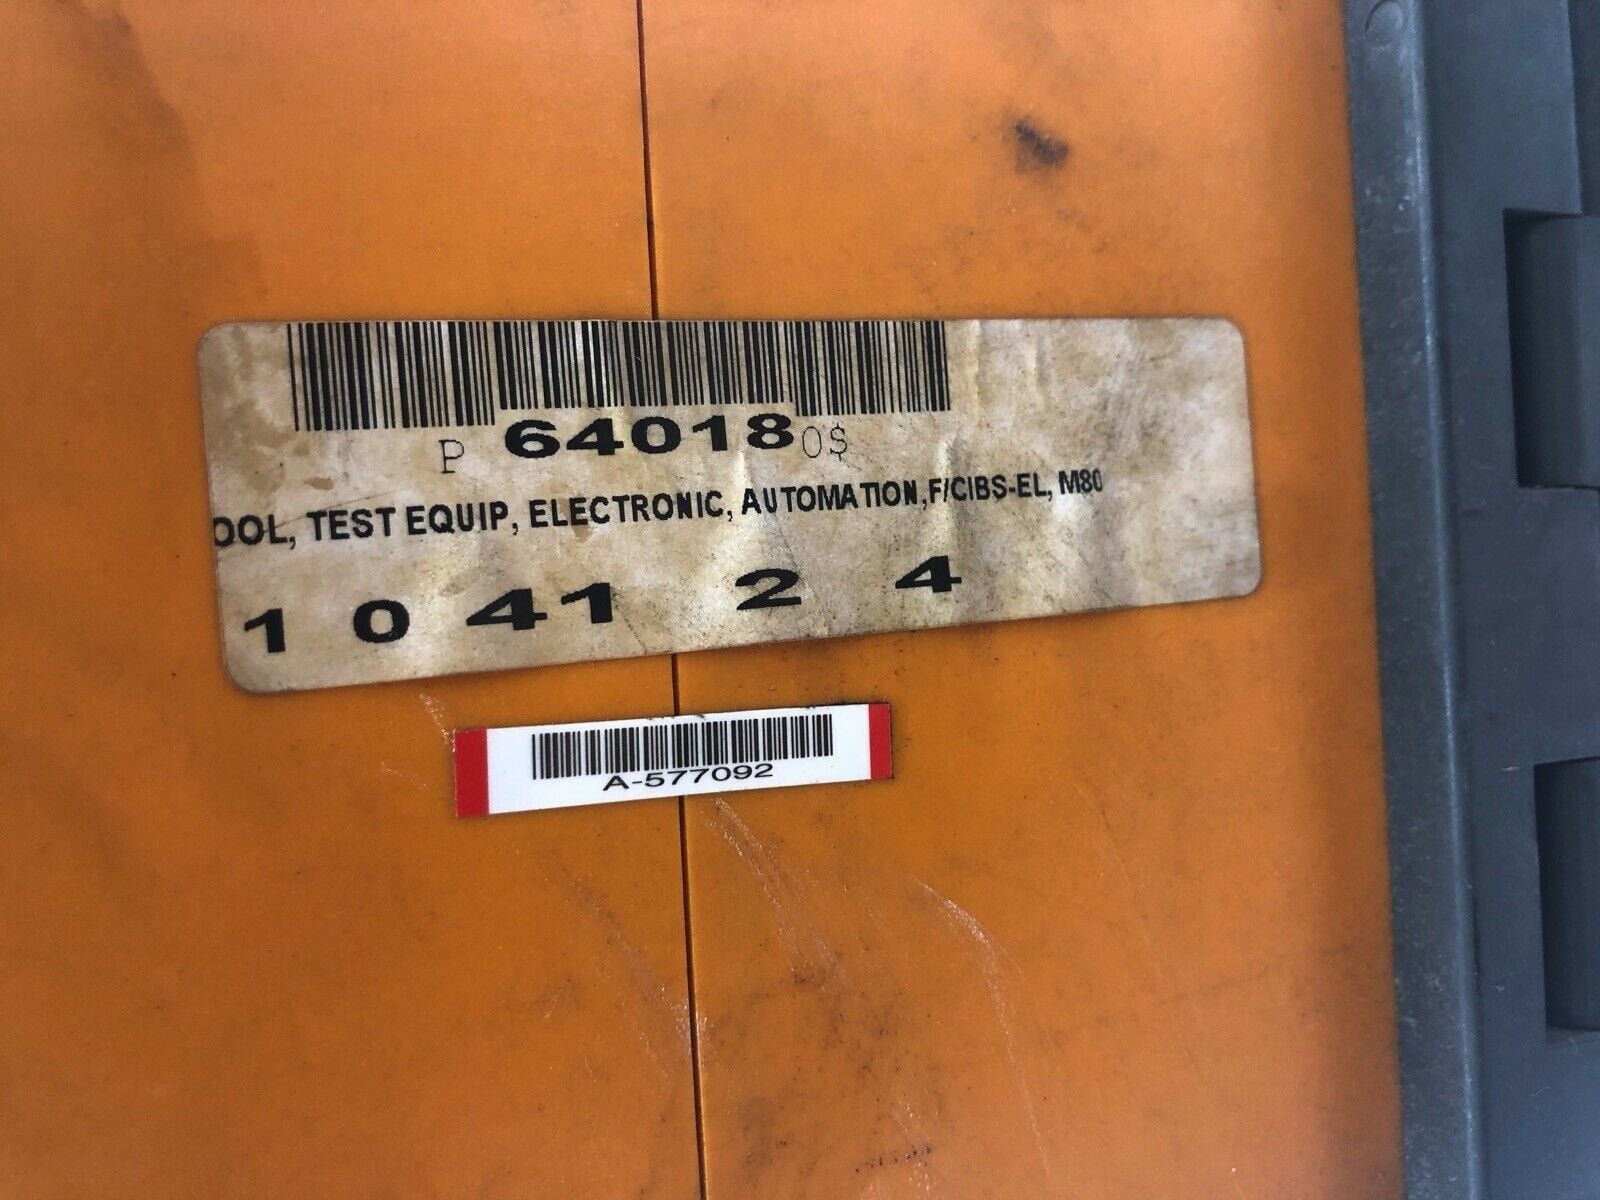 P 64018 0$
OOL, TEST EQUIP, ELECTRONIC, AUTOMATION,F/CIBS-EL, M80
1 0 41 2 4
A-577092